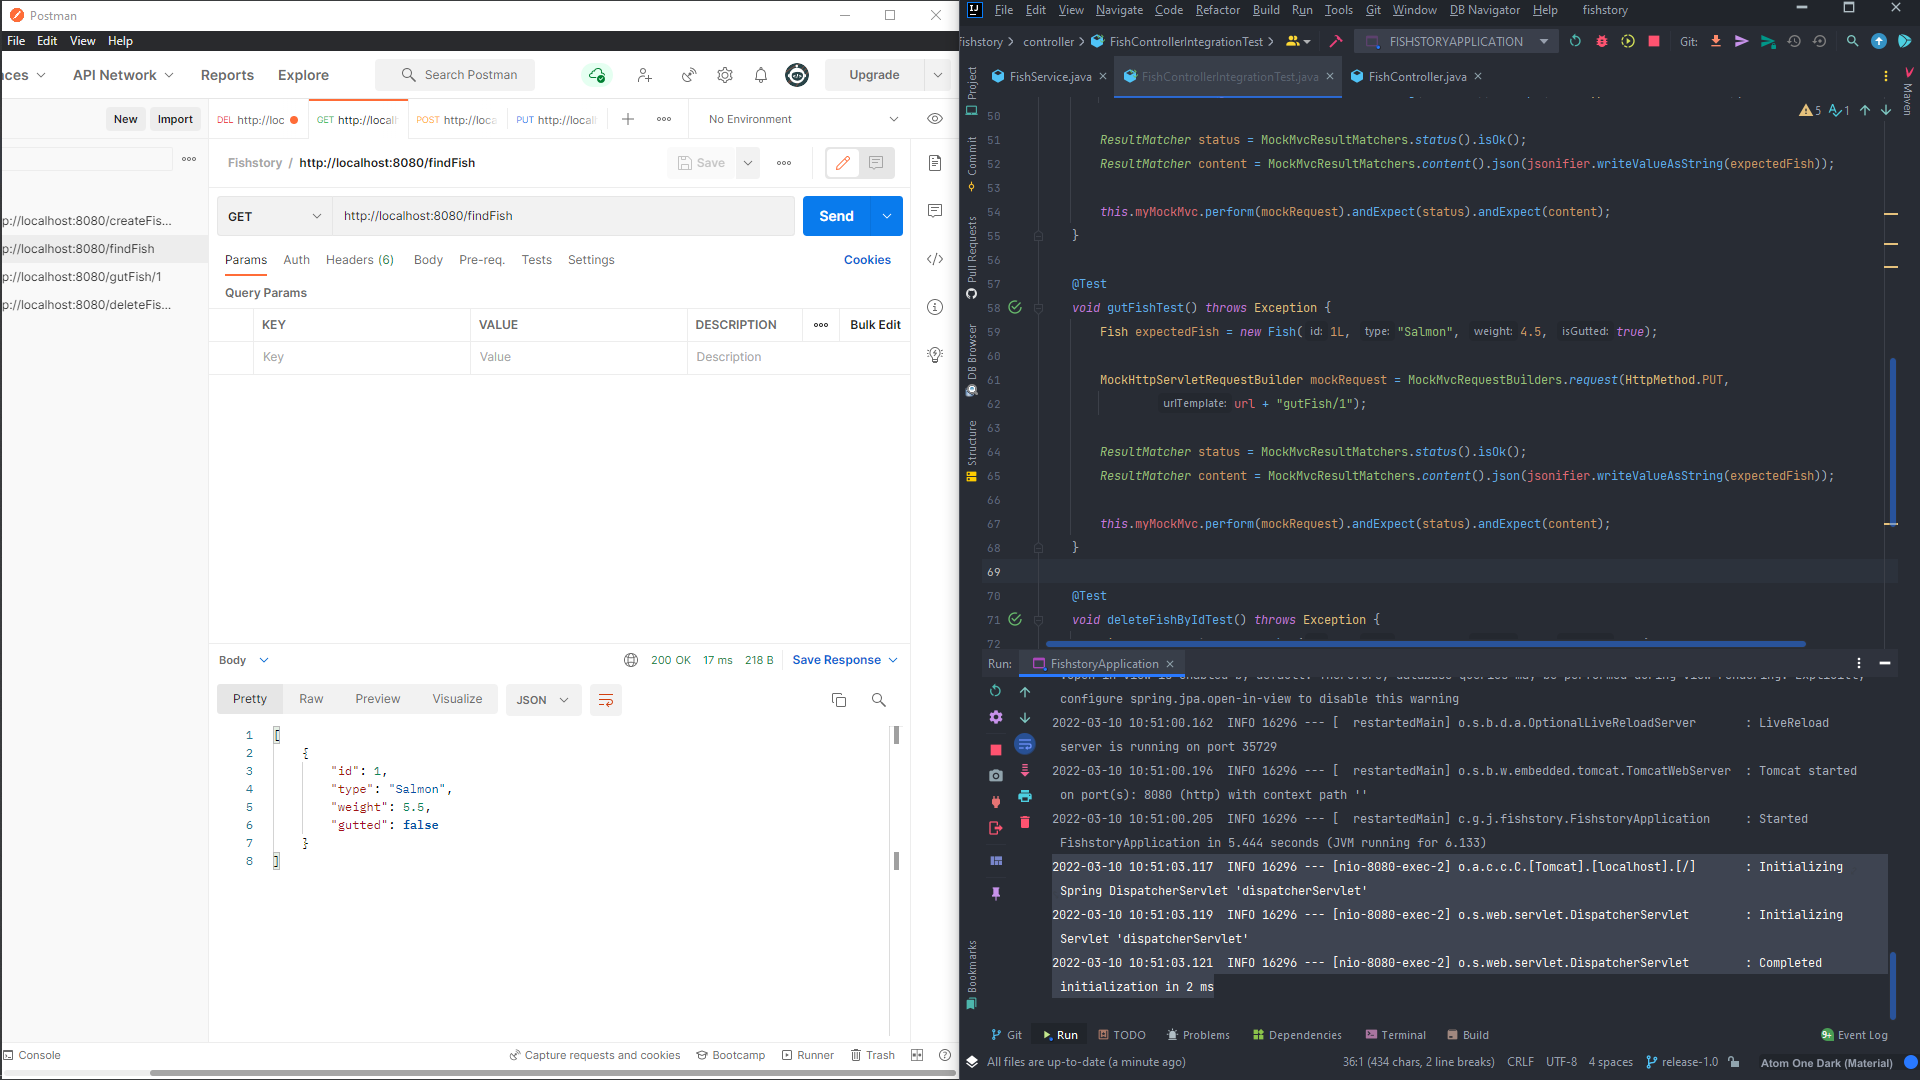 Postman
File Edit View Help
ces API Network Reports Explore Search Postman Upgrade
New Import
DEL http://loc GET http://locall POST http://loca PUT http://local No Environment
Fishstory / http://localhost:8080/findFish Save
GET http://localhost:8080/findFish Send
p://localhost:8080/createFis...
p://localhost:8080/findFish
p://localhost:8080/gutFish/1
p://localhost:8080/deleteFis...
Params Auth Headers (6) Body Pre-req. Tests Settings Cookies
Query Params
KEY VALUE DESCRIPTION Bulk Edit
Key Value Description
Body 200 OK 17 ms 218 B Save Response
Pretty Raw Preview Visualize JSON
1 [
2 {
3 "id": 1,
4 "type": "Salmon",
5 "weight": 5.5,
6 "gutted": false
7 }
8 ]
Console Capture requests and cookies Bootcamp Runner Trash
IJ File Edit View Navigate Code Refactor Build Run Tools Git Window DB Navigator Help fishstory
fishstory controller FishControllerIntegrationTest FISHSTORYAPPLICATION Git:
FishService.java FishControllerIntegrationTest.java FishController.java
5 1
Project
Commit
Pull Requests
DB Browser
Structure
Bookmarks
Maven
50
51 ResultMatcher status = MockMvcResultMatchers.status().isOk();
52 ResultMatcher content = MockMvcResultMatchers.content().json(jsonifier.writeValueAsString(expectedFish));
53
54 this.myMockMvc.perform(mockRequest).andExpect(status).andExpect(content);
55 }
56
57 @Test
58 void gutFishTest() throws Exception {
59 Fish expectedFish = new Fish( id: 1L, type: "Salmon", weight: 4.5, isGutted: true);
60
61 MockHttpServletRequestBuilder mockRequest = MockMvcRequestBuilders.request(HttpMethod.PUT,
62 urlTemplate: url + "gutFish/1");
63
64 ResultMatcher status = MockMvcResultMatchers.status().isOk();
65 ResultMatcher content = MockMvcResultMatchers.content().json(jsonifier.writeValueAsString(expectedFish));
66
67 this.myMockMvc.perform(mockRequest).andExpect(status).andExpect(content);
68 }
69
70 @Test
71 void deleteFishByIdTest() throws Exception {
72
Run: FishstoryApplication
configure spring.jpa.open-in-view to disable this warning
2022-03-10 10:51:00.162 INFO 16296 --- [ restartedMain] o.s.b.d.a.OptionalLiveReloadServer : LiveReload
server is running on port 35729
2022-03-10 10:51:00.196 INFO 16296 --- [ restartedMain] o.s.b.w.embedded.tomcat.TomcatWebServer : Tomcat started
on port(s): 8080 (http) with context path ''
2022-03-10 10:51:00.205 INFO 16296 --- [ restartedMain] c.g.j.fishstory.FishstoryApplication : Started
FishstoryApplication in 5.444 seconds (JVM running for 6.133)
2022-03-10 10:51:03.117 INFO 16296 --- [nio-8080-exec-2] o.a.c.c.C.[Tomcat].[localhost].[/] : Initializing
Spring DispatcherServlet 'dispatcherServlet'
2022-03-10 10:51:03.119 INFO 16296 --- [nio-8080-exec-2] o.s.web.servlet.DispatcherServlet : Initializing
Servlet 'dispatcherServlet'
2022-03-10 10:51:03.121 INFO 16296 --- [nio-8080-exec-2] o.s.web.servlet.DispatcherServlet : Completed
initialization in 2 ms
Git Run TODO Problems Dependencies Terminal Build 9+ Event Log
All files are up-to-date (a minute ago) 36:1 (434 chars, 2 line breaks) CRLF UTF-8 4 spaces release-1.0 Atom One Dark (Material)